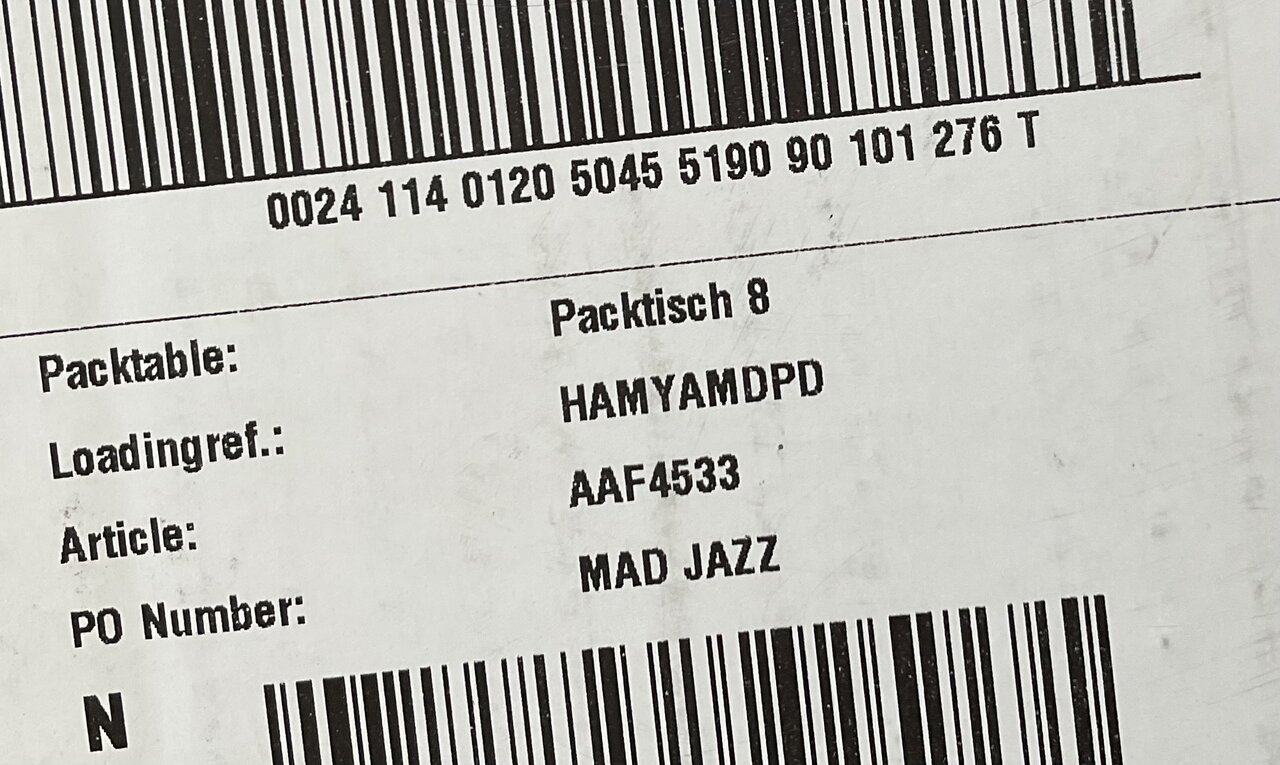 0024 114 0120 5045 5190 90 101 276 T
Packtable: Packtisch 8
Loadingref.: HAMYAMDPD
Article: AAF4533
PO Number: MAD JAZZ
N